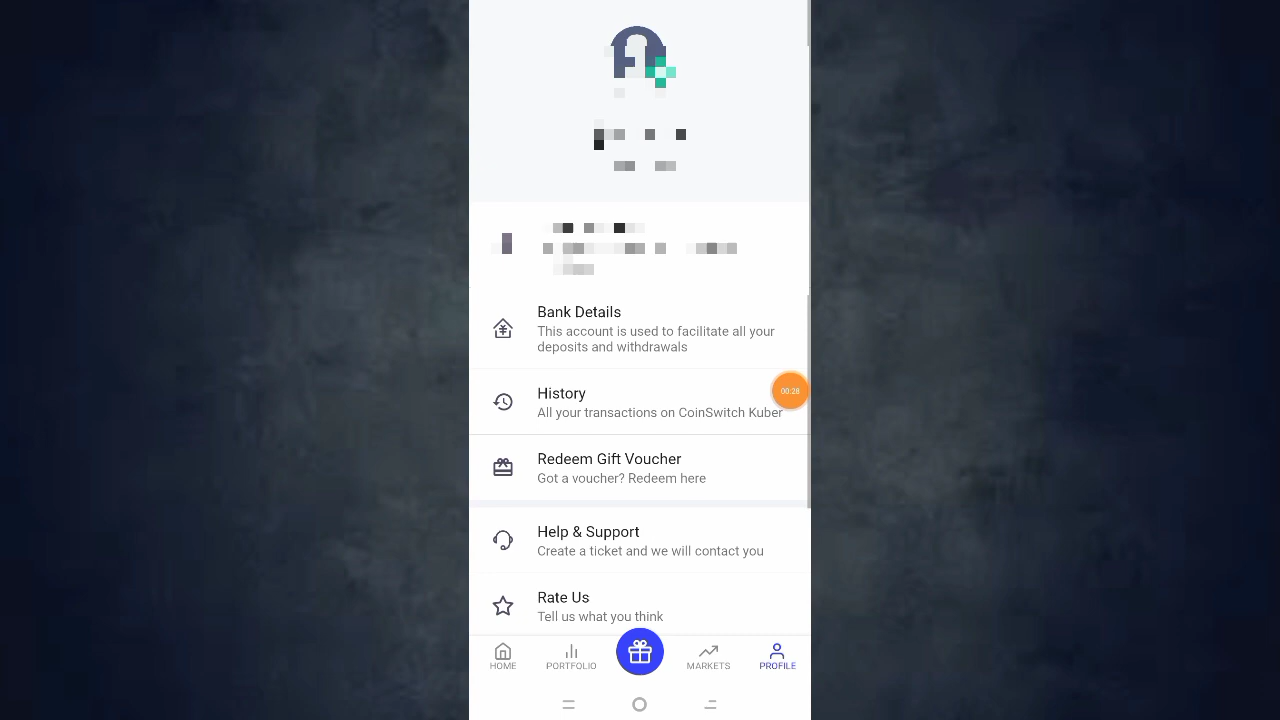 Bank Details
This account is used to facilitate all your
deposits and withdrawals
History
All your transactions on CoinSwitch Kuber
00:28
Redeem Gift Voucher
Got a voucher? Redeem here
Help & Support
Create a ticket and we will contact you
Rate Us
Tell us what you think
HOME
PORTFOLIO
MARKETS
PROFILE